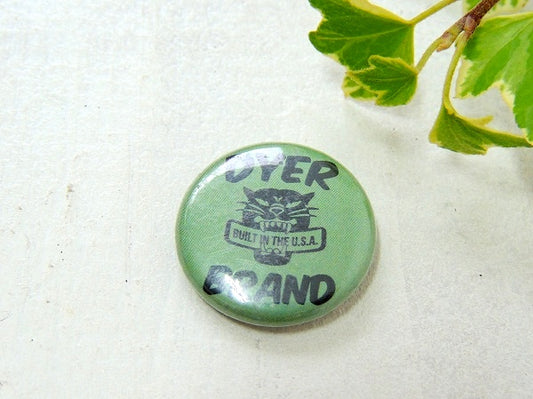 DYER
BUILT IN THE U.S.A.
BRAND